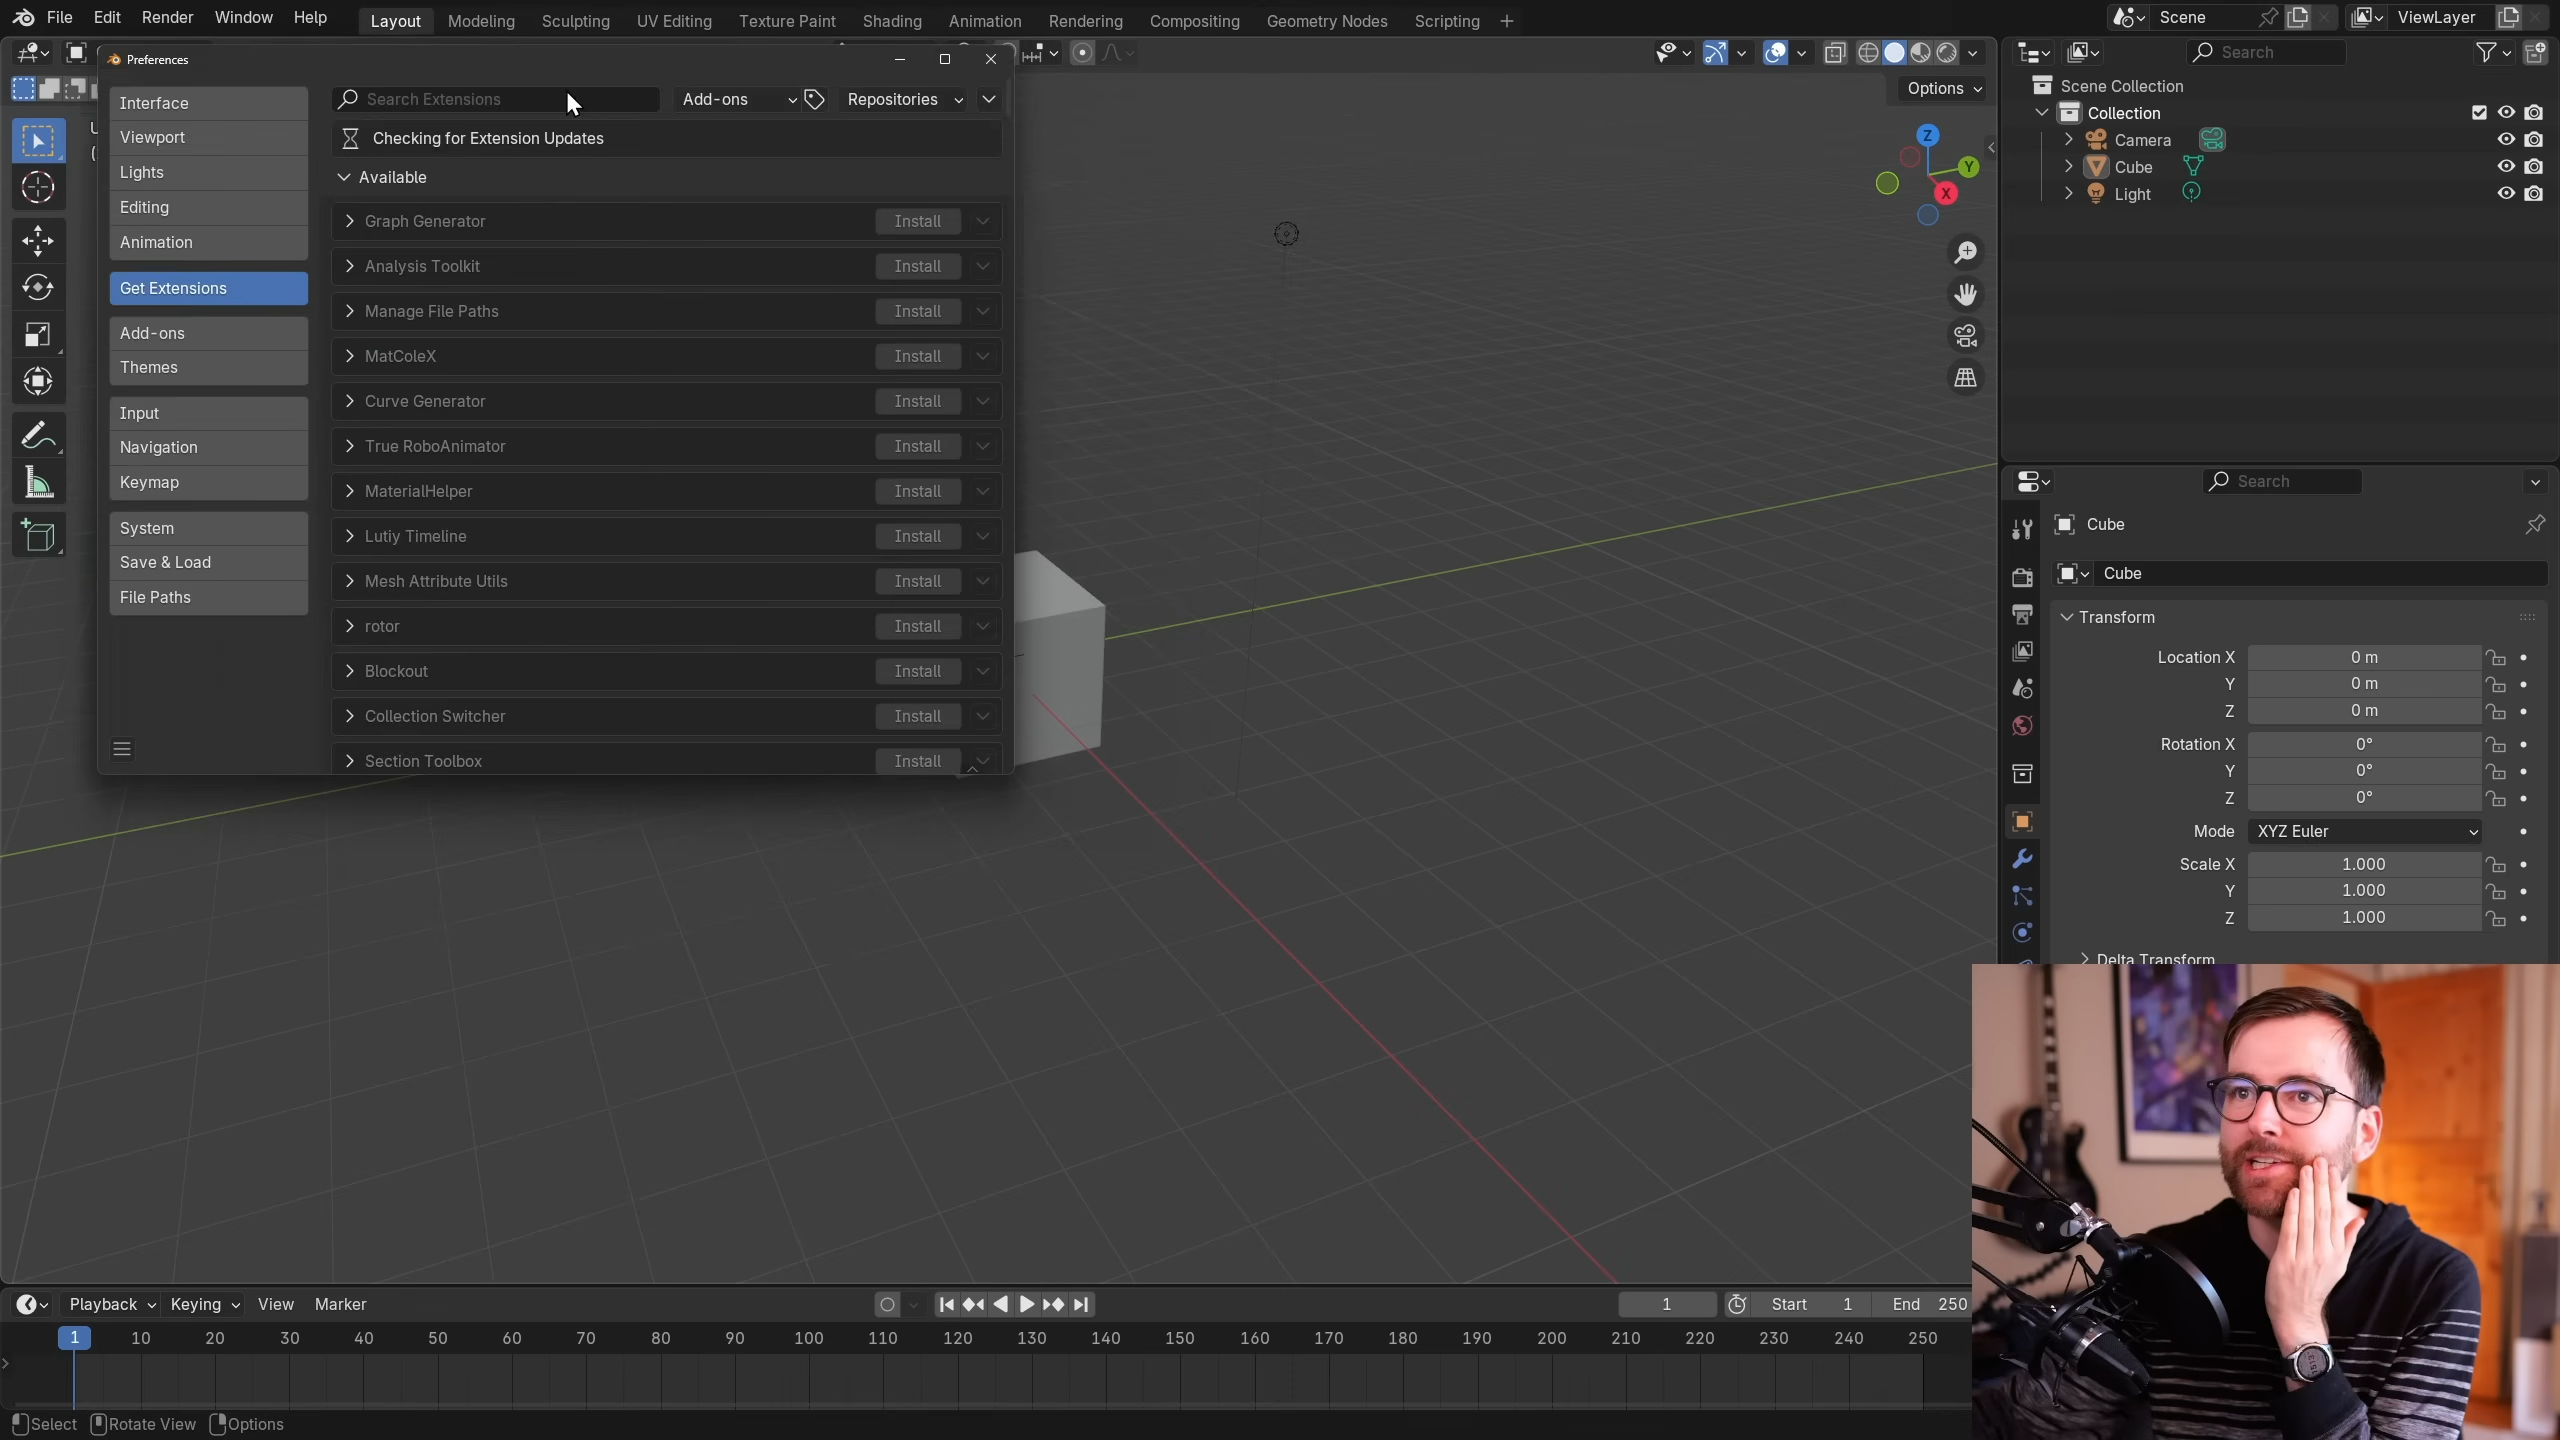 File Edit Render Window Help Layout Modeling Sculpting UV Editing Texture Paint Shading Animation Rendering Compositing Geometry Nodes Scripting + Scene ViewLayer
Preferences
Search
Options
Interface
Viewport
Lights
Editing
Animation
Get Extensions
Add-ons
Themes
Input
Navigation
Keymap
System
Save & Load
File Paths
Search Extensions Add-ons Repositories
Checking for Extension Updates
Available
Graph Generator Install
Analysis Toolkit Install
Manage File Paths Install
MatColeX Install
Curve Generator Install
True RoboAnimator Install
MaterialHelper Install
Lutiy Timeline Install
Mesh Attribute Utils Install
rotor Install
Blockout Install
Collection Switcher Install
Section Toolbox Install
Z
Y
X
Scene Collection
Collection
Camera
Cube
Light
Search
Cube
Cube
Transform
Location X 0 m
Y 0 m
Z 0 m
Rotation X 0°
Y 0°
Z 0°
Mode XYZ Euler
Scale X 1.000
Y 1.000
Z 1.000
Delta Transform
Playback Keying View Marker 1 Start 1 End 250
1 10 20 30 40 50 60 70 80 90 100 110 120 130 140 150 160 170 180 190 200 210 220 230 240 250
Select Rotate View Options